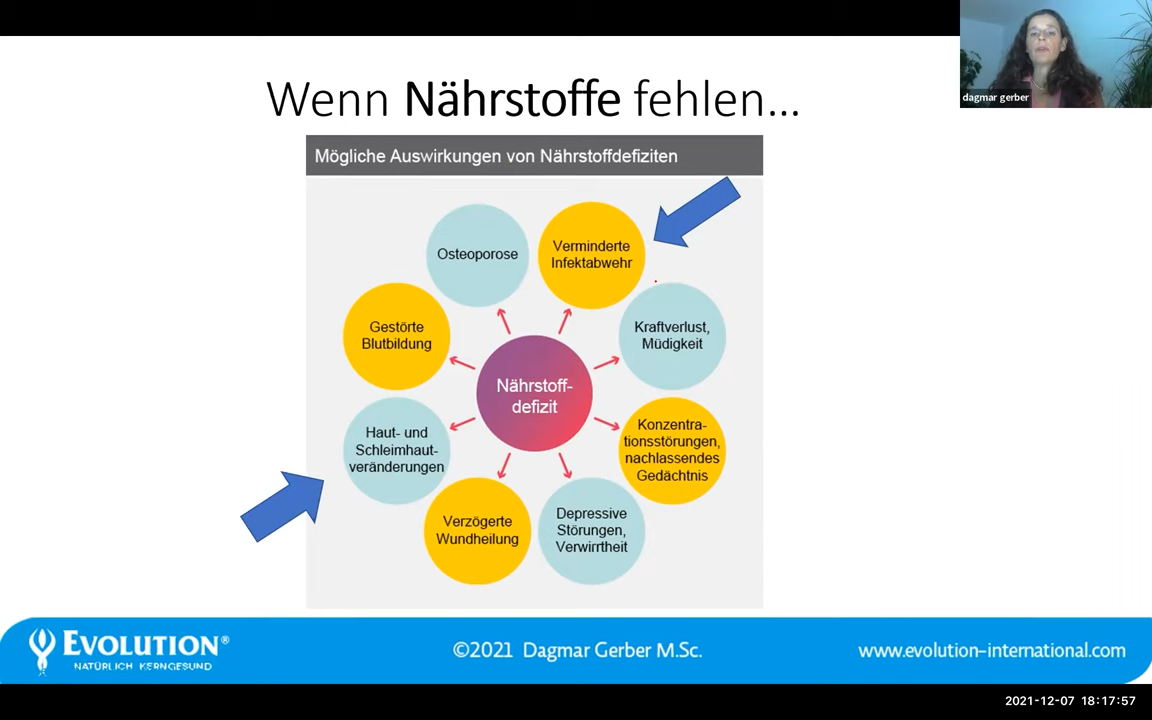 dagmar gerber
Wenn Nährstoffe fehlen...
Mögliche Auswirkungen von Nährstoffdefiziten
Osteoporose
Verminderte
Infektabwehr
Gestörte
Blutbildung
Kraftverlust,
Müdigkeit
Nährstoff-
defizit
Haut- und
Schleimhaut-
veränderungen
Konzentra-
tionsstörungen,
nachlassendes
Gedächtnis
Verzögerte
Wundheilung
Depressive
Störungen,
Verwirrtheit
EVOLUTION®
NATÜRLICH KERNGESUND
©2021 Dagmar Gerber M.Sc.
www.evolution-international.com
2021-12-07 18:17:57